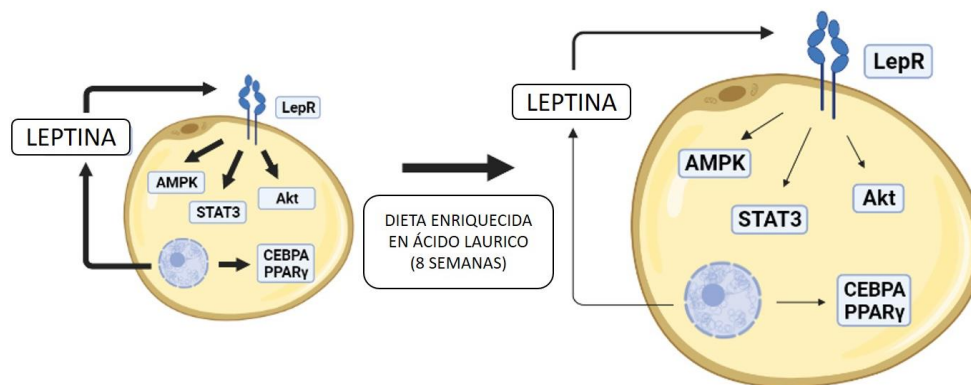 LepR
LEPTINA
AMPK
STAT3
Akt
CEBPA
PPARγ
DIETA ENRIQUECIDA
EN ÁCIDO LAURICO
(8 SEMANAS)
LepR
LEPTINA
AMPK
STAT3
Akt
CEBPA
PPARγ